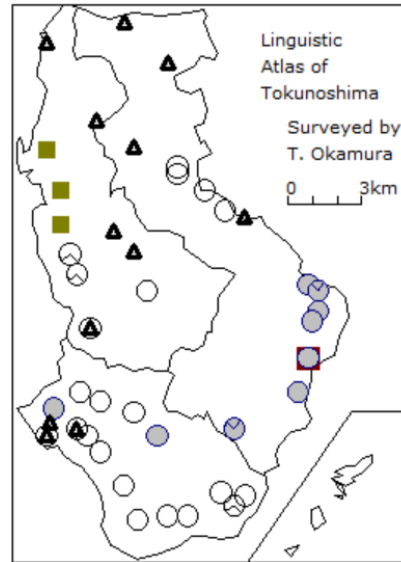 Linguistic
Atlas of
Tokunoshima
Surveyed by
T. Okamura
0 3km